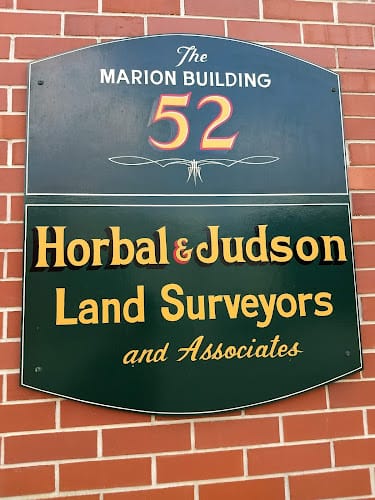 The
MARION BUILDING
52
Horbal & Judson
Land Surveyors
and Associates